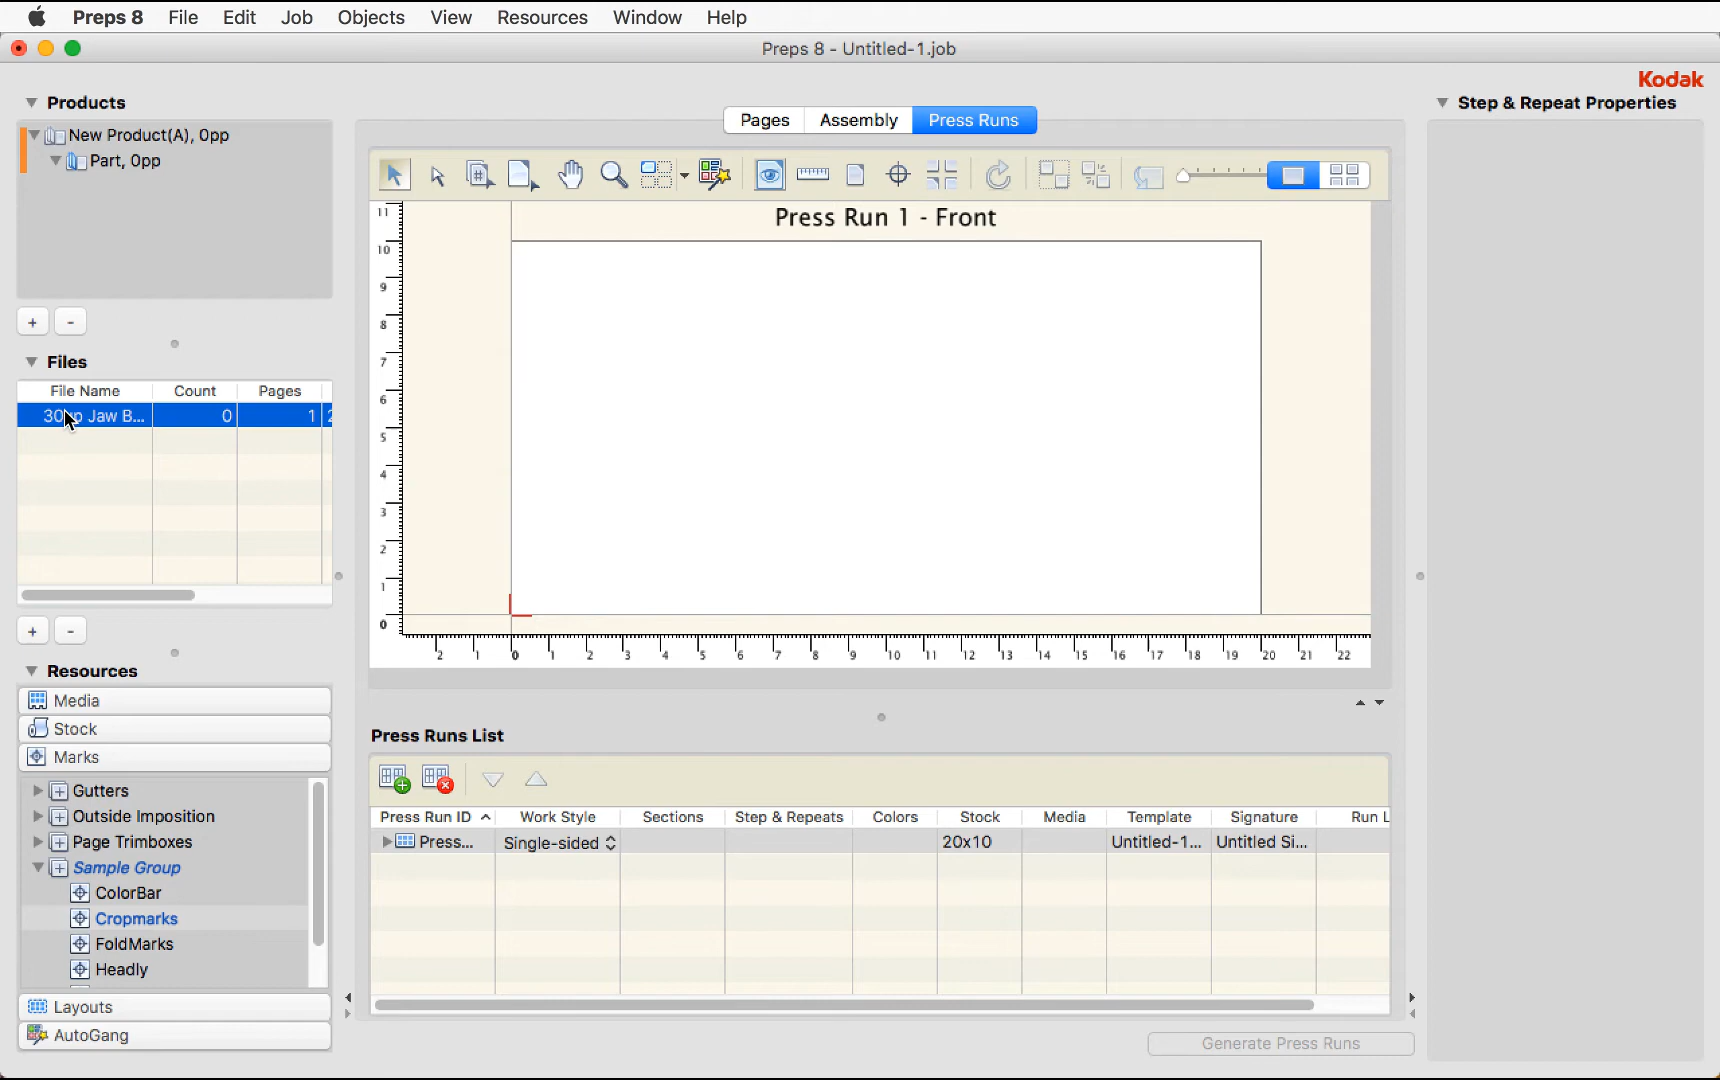 Preps 8 File Edit Job Objects View Resources Window Help
Preps 8 - Untitled-1.job
Kodak
Products
New Product(A), 0pp
Part, 0pp
+ -
Files
File Name Count Pages
30up Jaw B... 0 1 2
+ -
Resources
Media
Stock
Marks
Gutters
Outside Imposition
Page Trimboxes
Sample Group
ColorBar
Cropmarks
FoldMarks
Headly
Layouts
AutoGang
Pages Assembly Press Runs
Press Run 1 - Front
11
10
9
8
7
6
5
4
3
2
1
0
2 1 0 1 2 3 4 5 6 7 8 9 10 11 12 13 14 15 16 17 18 19 20 21 22
Press Runs List
Press Run ID Work Style Sections Step & Repeats Colors Stock Media Template Signature Run L
Press... Single-sided 20x10 Untitled-1... Untitled Si...
Generate Press Runs
Step & Repeat Properties